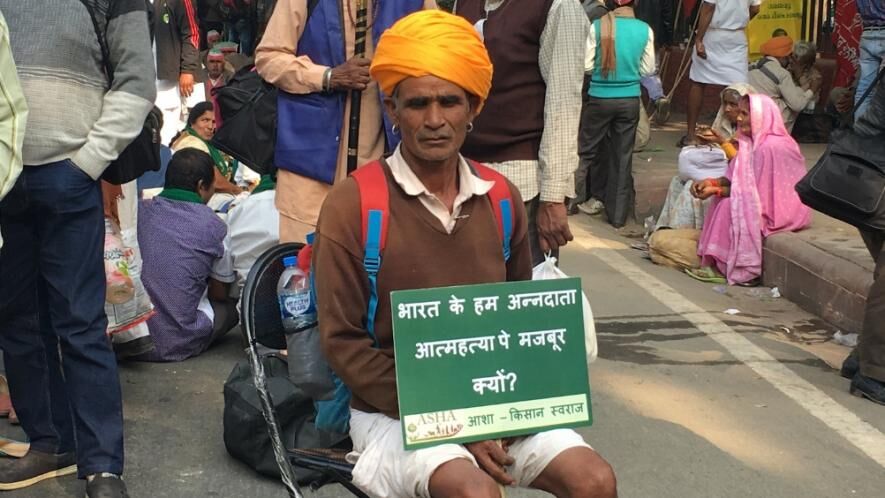 भारत के हम अन्नदाता
आत्महत्या पे मजबूर
क्यों?
ASHA आशा – किसान स्वराज